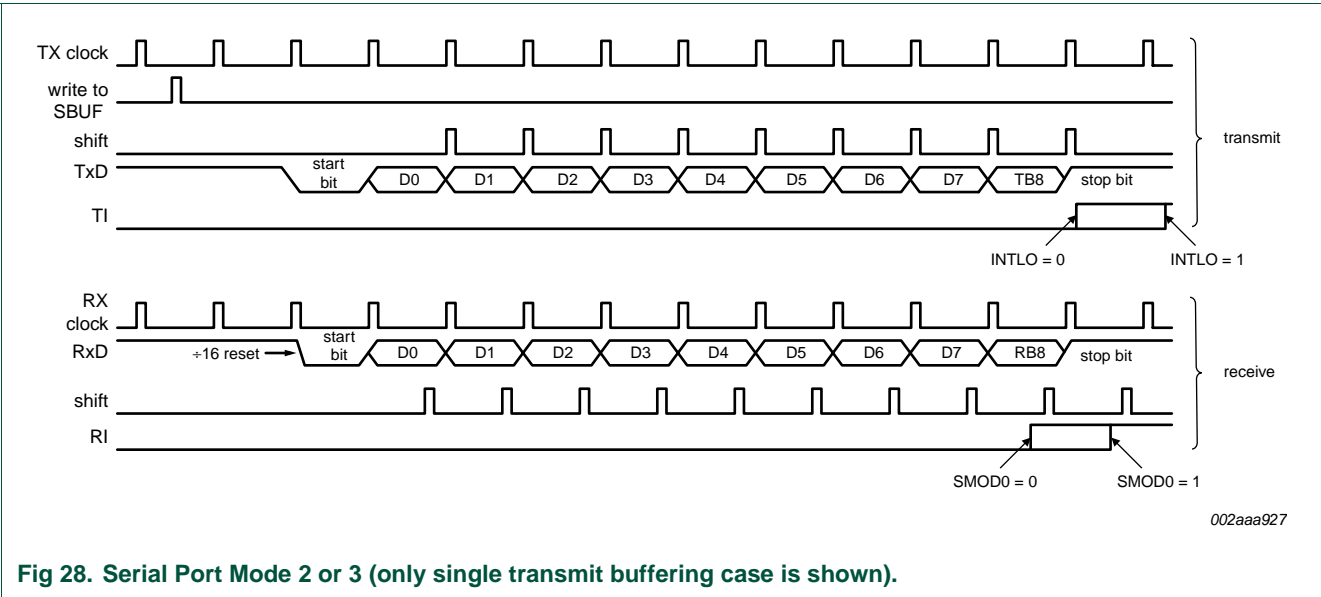 TX clock
write to
SBUF
shift
transmit
TxD
start
bit
D0 D1 D2 D3 D4 D5 D6 D7 TB8 stop bit
TI
INTLO = 0 INTLO = 1
RX
clock
RxD
÷16 reset
start
bit
D0 D1 D2 D3 D4 D5 D6 D7 RB8 stop bit
receive
shift
RI
SMOD0 = 0 SMOD0 = 1
002aaa927
Fig 28. Serial Port Mode 2 or 3 (only single transmit buffering case is shown).